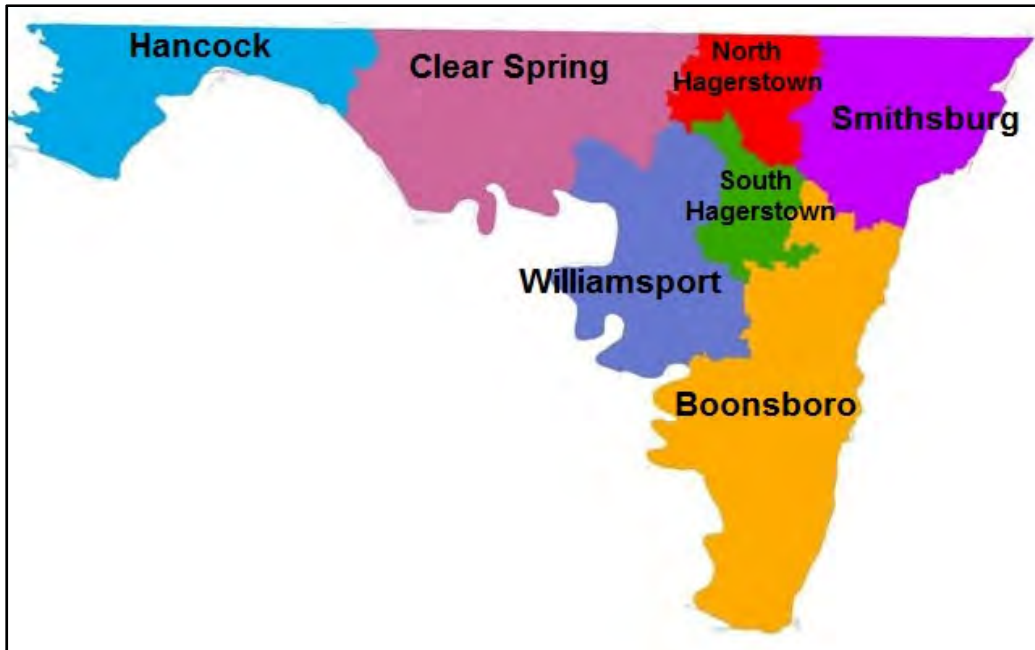 Hancock
Clear Spring
North
Hagerstown
Smithsburg
South
Hagerstown
Williamsport
Boonsboro